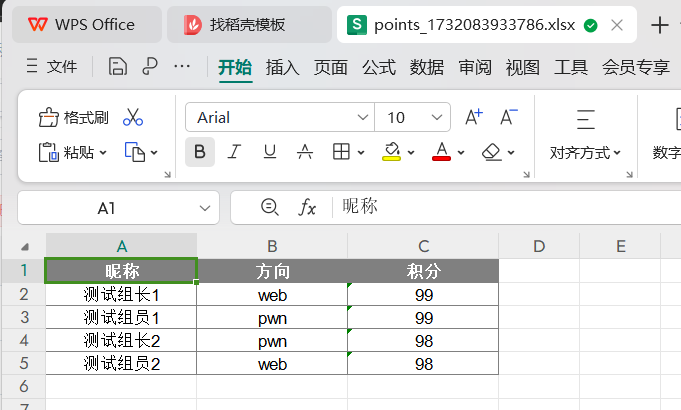 WPS Office 找稻壳模板 points_1732083933786.xlsx
文件 开始 插入 页面 公式 数据 审阅 视图 工具 会员专享
格式刷 Arial 10 A+ A-
粘贴 B I U A A 对齐方式 数字
A1 fx 昵称
A B C D E
1 昵称 方向 积分
2 测试组长1 web 99
3 测试组员1 pwn 99
4 测试组长2 pwn 98
5 测试组员2 web 98
6
7